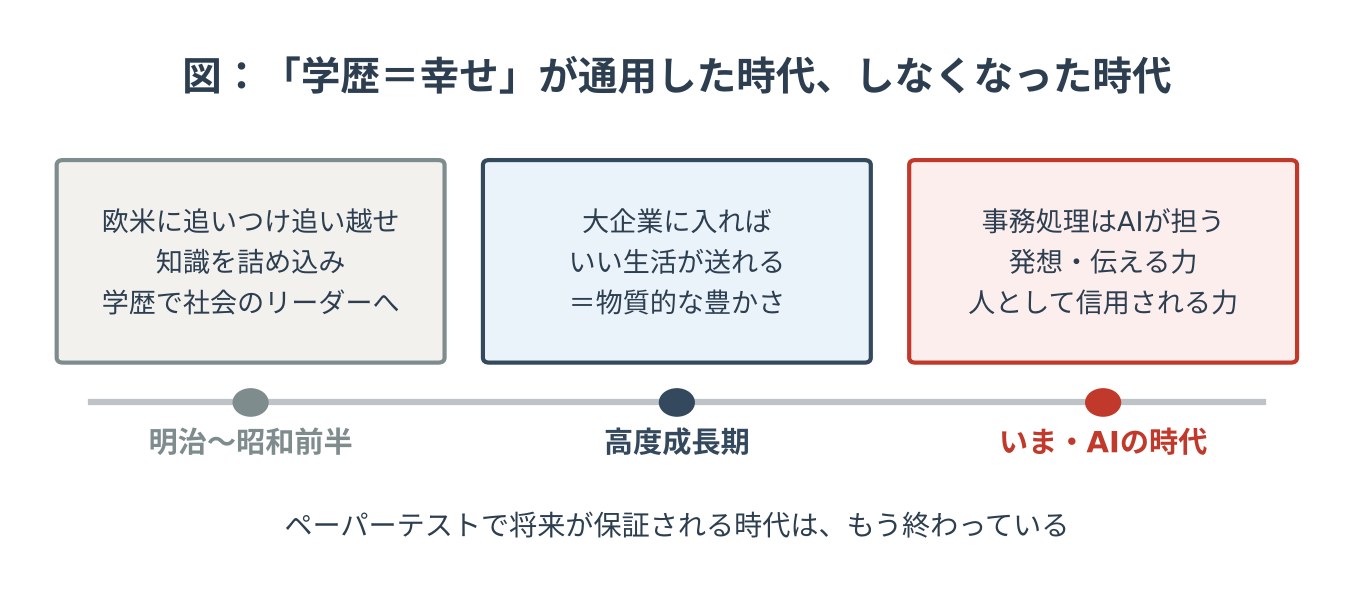 図：「学歴＝幸せ」が通用した時代、しなくなった時代
欧米に追いつけ追い越せ
知識を詰め込み
学歴で社会のリーダーへ
大企業に入れば
いい生活が送れる
＝物質的な豊かさ
事務処理はAIが担う
発想・伝える力
人として信用される力
明治〜昭和前半
高度成長期
いま・AIの時代
ペーパーテストで将来が保証される時代は、もう終わっている